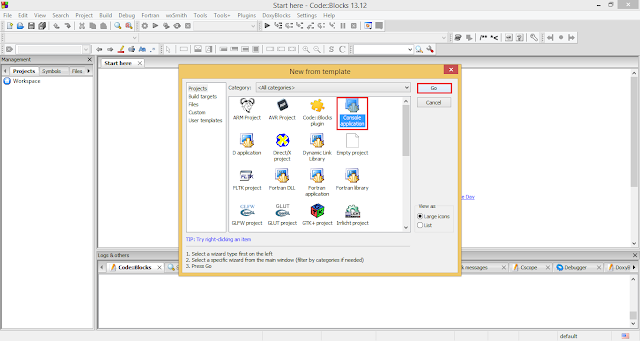 Start here - Code::Blocks 13.12
File Edit View Search Project Build Debug Fortran wxSmith Tools Tools+ Plugins DoxyBlocks Settings Help
Management
Projects Symbols Files
Workspace
Start here
New from template
Projects
Build targets
Files
Custom
User templates
Category: <All categories>
Go
Cancel
ARM Project AVR Project Code::Blocks plugin Console application
D application DirectX project Dynamic Link Library Empty project
FLTK project Fortran DLL Fortran application Fortran library
GLFW project GLUT project GTK+ project Irrlicht project
View as
Large icons
List
TIP: Try right-clicking an item
1. Select a wizard type first on the left
2. Select a specific wizard from the main window (filter by categories if needed)
3. Press Go
Logs & others
Code::Blocks
messages Cscope Debugger DoxyB
default